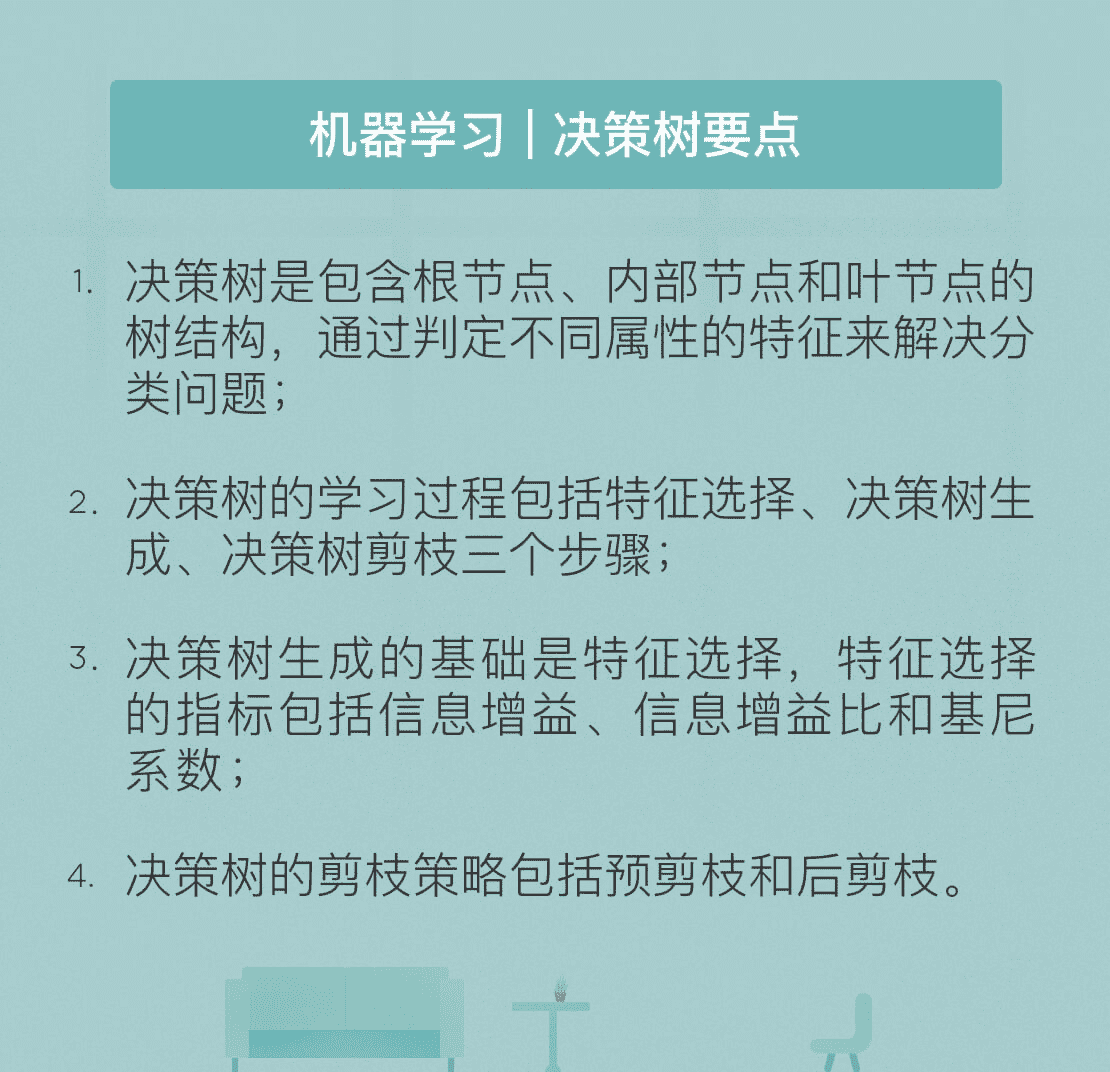 机器学习｜决策树要点
1. 决策树是包含根节点、内部节点和叶节点的
树结构，通过判定不同属性的特征来解决分
类问题；
2. 决策树的学习过程包括特征选择、决策树生
成、决策树剪枝三个步骤；
3. 决策树生成的基础是特征选择，特征选择
的指标包括信息增益、信息增益比和基尼
系数；
4. 决策树的剪枝策略包括预剪枝和后剪枝。